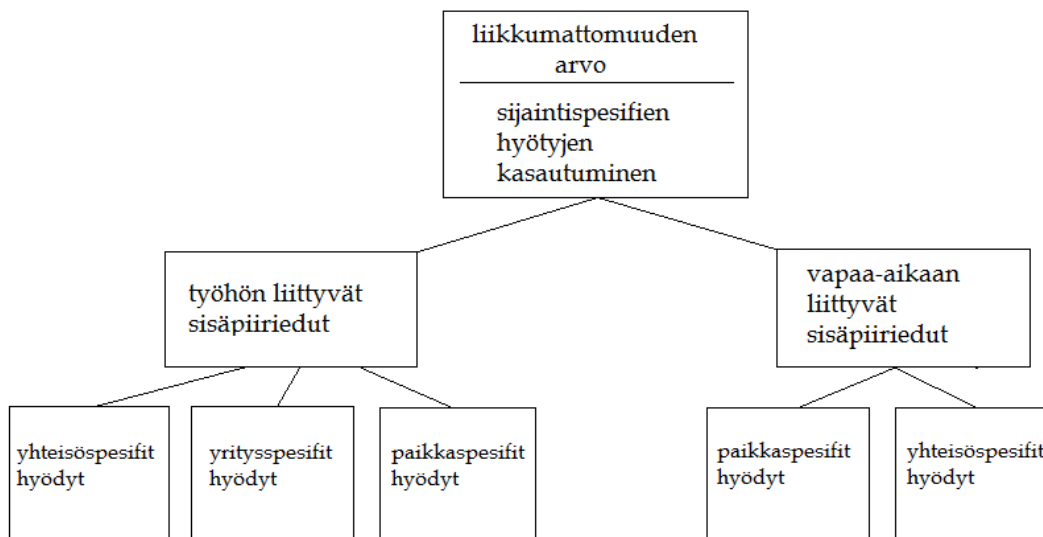 liikkumattomuuden
arvo
sijaintispesifien
hyötyjen
kasautuminen
työhön liittyvät
sisäpiiriedut
vapaa-aikaan
liittyvät
sisäpiiriedut
yhteisöspesifit
hyödyt
yritysspesifit
hyödyt
paikkaspesifit
hyödyt
paikkaspesifit
hyödyt
yhteisöspesifit
hyödyt